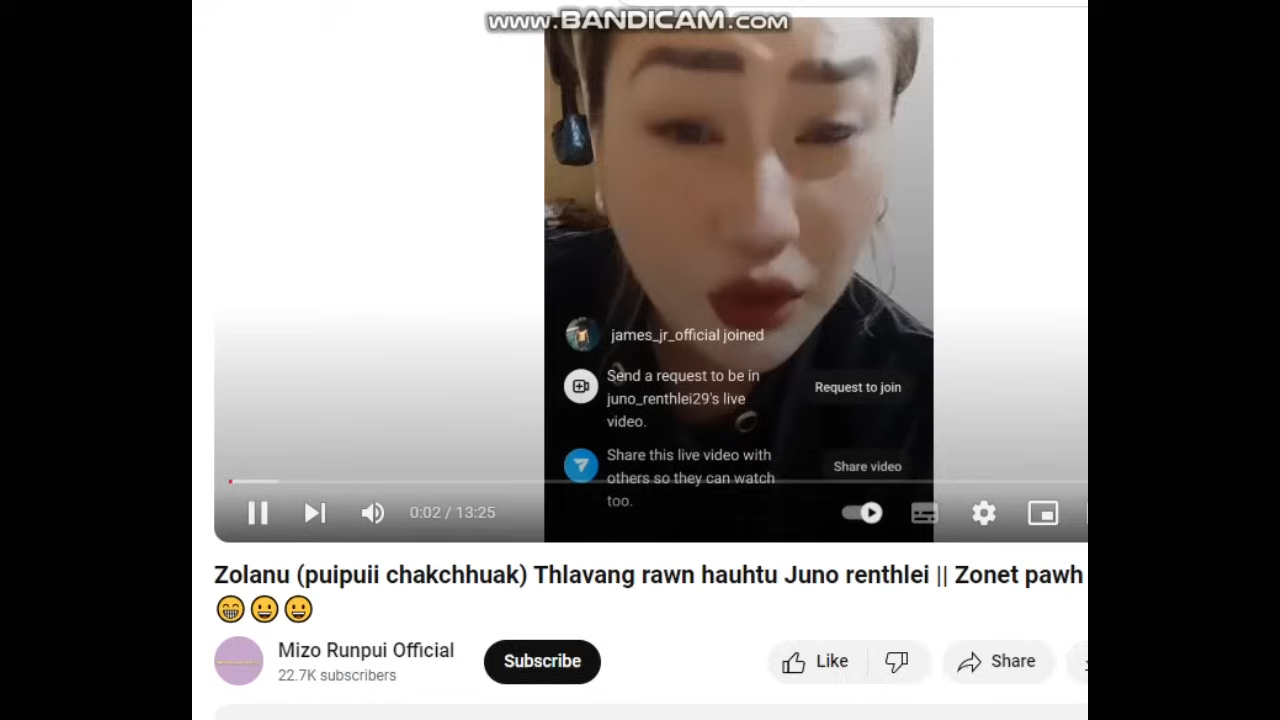 www.BANDICAM.com
james_jr_official joined
Send a request to be in
juno_renthlei29's live
video.
Request to join
Share this live video with
others so they can watch
too.
Share video
0:02 / 13:25
Zolanu (puipuii chakchhuak) Thlavang rawn hauhtu Juno renthlei || Zonet pawh
😁😀😀
Mizo Runpui Official
22.7K subscribers
Subscribe
Like
Share